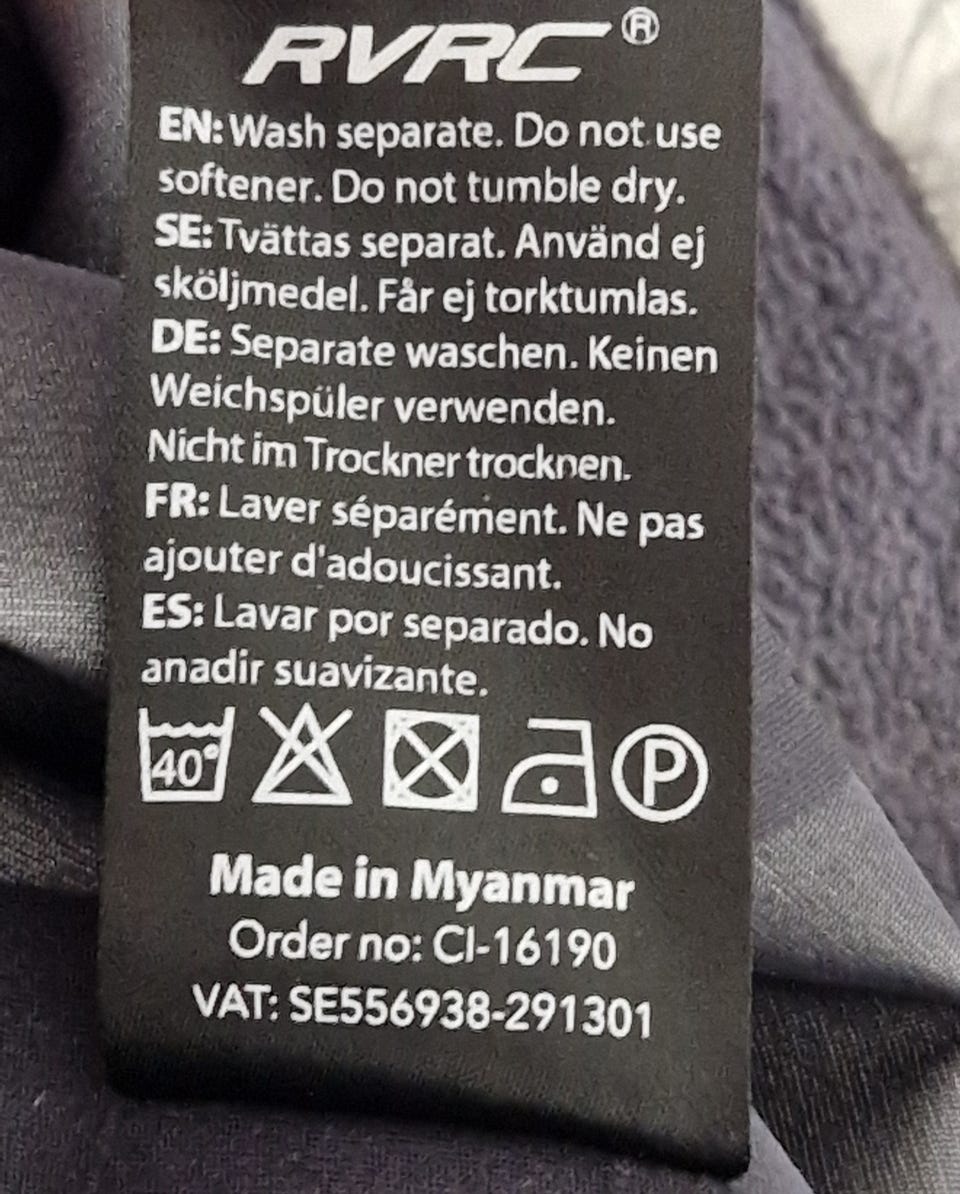 RVRC®
EN: Wash separate. Do not use
softener. Do not tumble dry.
SE: Tvättas separat. Använd ej
sköljmedel. Får ej torktumlas.
DE: Separate waschen. Keinen
Weichspüler verwenden.
Nicht im Trockner trocknen.
FR: Laver séparément. Ne pas
ajouter d'adoucissant.
ES: Lavar por separado. No
anadir suavizante.
40° P
Made in Myanmar
Order no: CI-16190
VAT: SE556938-291301